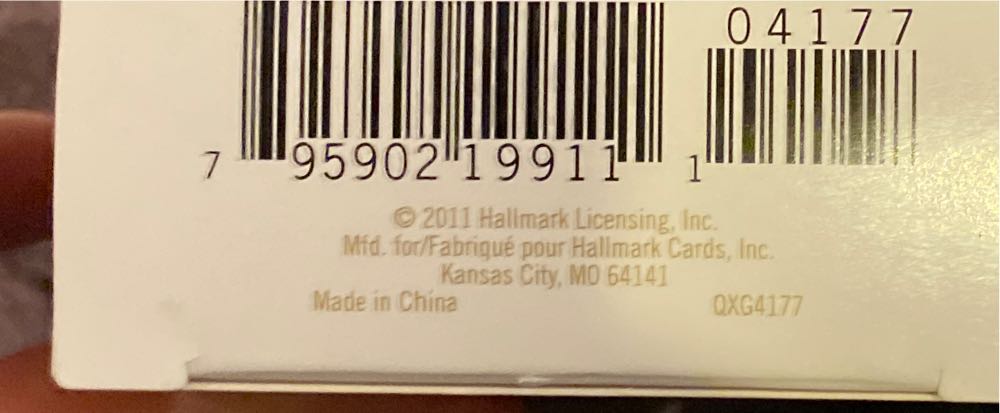 04177
7 95902 19911 1
© 2011 Hallmark Licensing, Inc.
Mfd. for/Fabriqué pour Hallmark Cards, Inc.
Kansas City, MO 64141
Made in China QXG4177